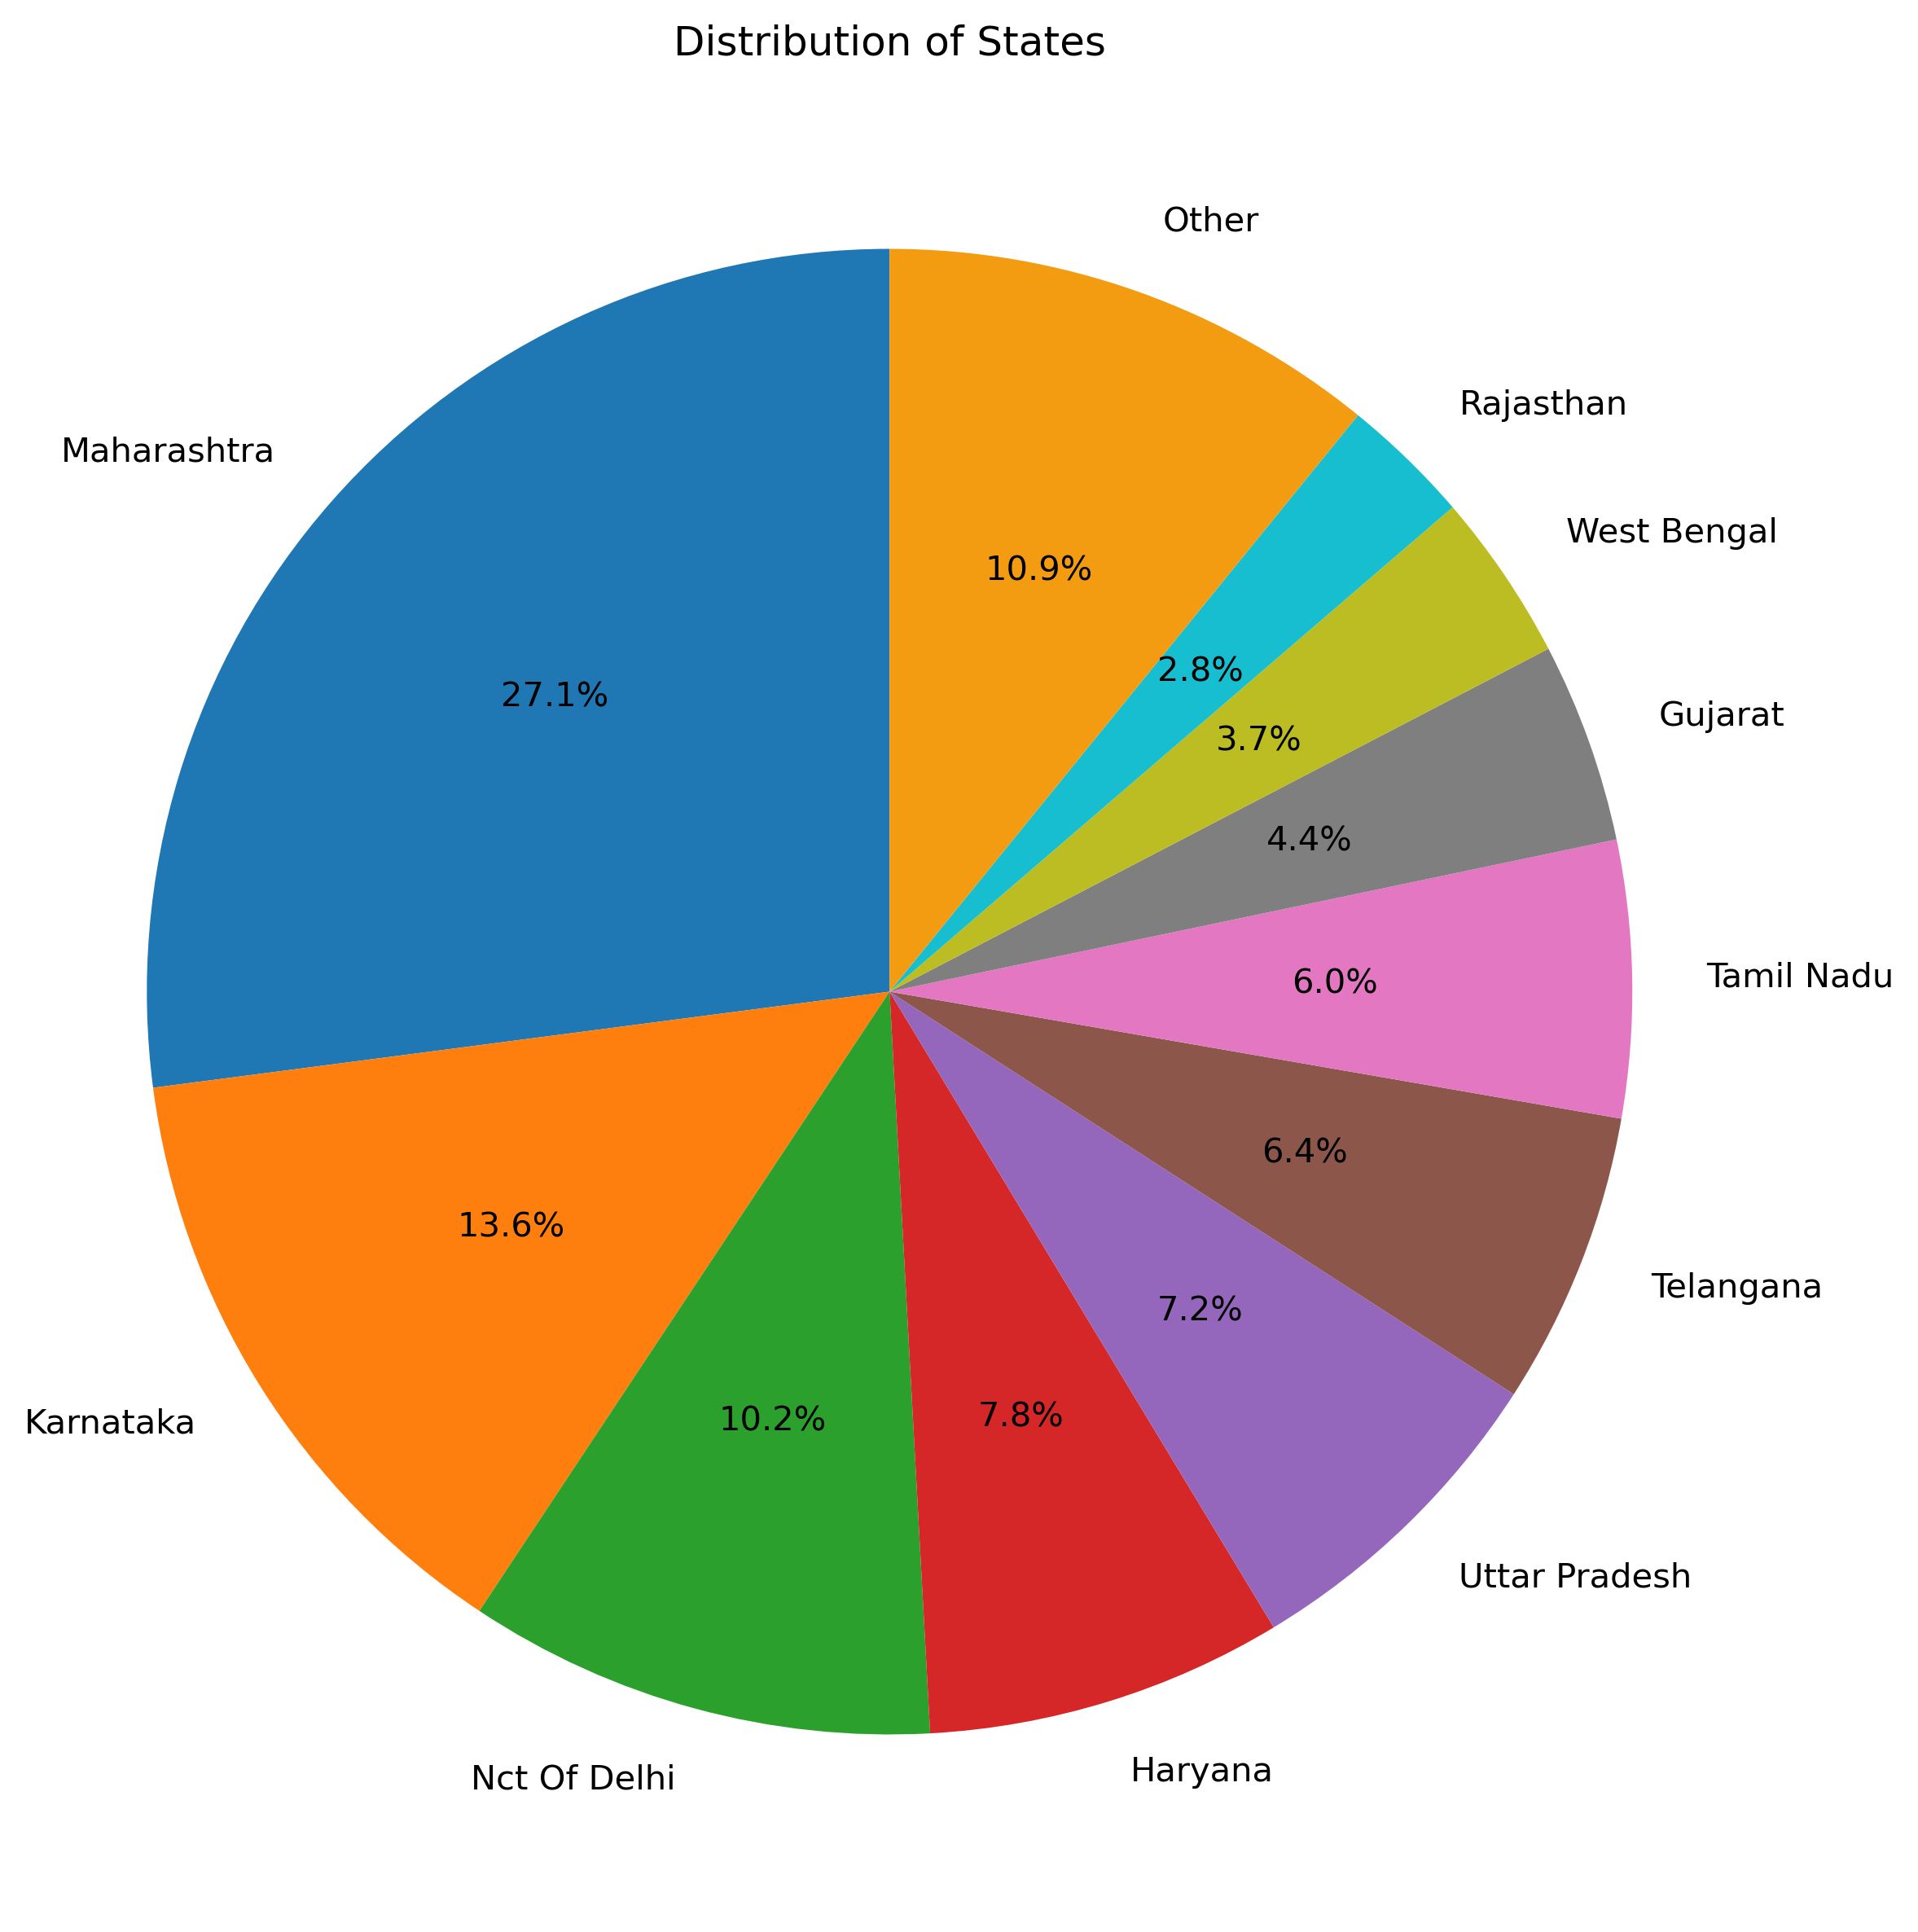 Distribution of States
Other
Rajasthan
Maharashtra
West Bengal
10.9%
2.8%
27.1%
Gujarat
3.7%
4.4%
Tamil Nadu
6.0%
6.4%
13.6%
Telangana
7.2%
Karnataka
10.2%
7.8%
Uttar Pradesh
Nct Of Delhi
Haryana